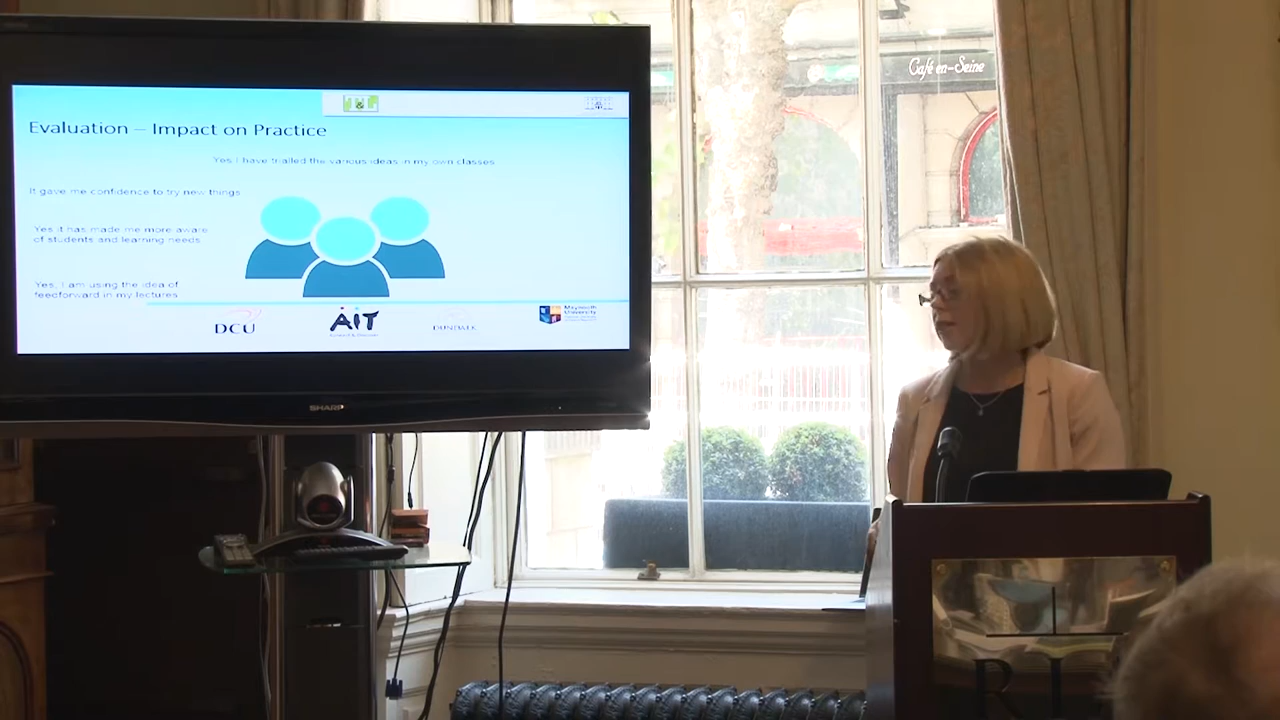 Café en-Seine
Evaluation – Impact on Practice
Yes I have trialled the various ideas in my own classes
It gave me confidence to try new things
Yes it has made me more aware
of students and learning needs
Yes, I am using the idea of
feedforward in my lectures
DCU
AIT
DUNDALK
Maynooth
University
SHARP
R I